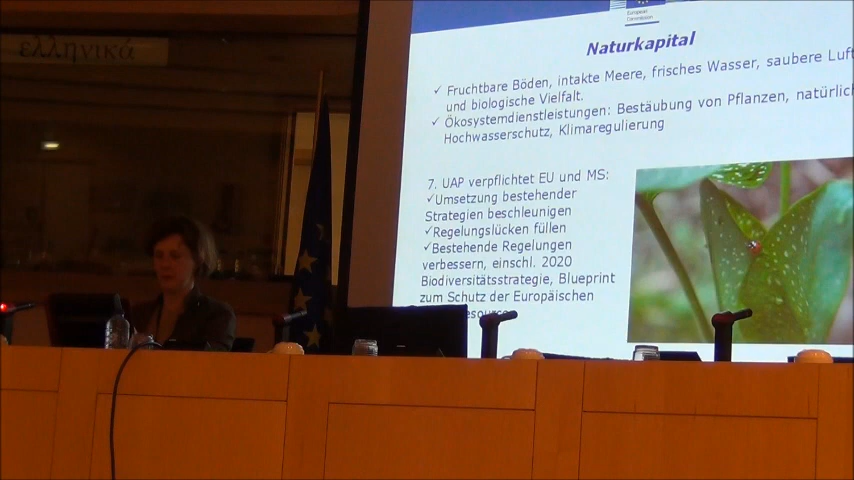 ελληνικά
European
Commission
Naturkapital
✓ Fruchtbare Böden, intakte Meere, frisches Wasser, saubere Luft
und biologische Vielfalt.
✓ Ökosystemdienstleistungen: Bestäubung von Pflanzen,
Hochwasserschutz, Klimaregulierung
7. UAP verpflichtet EU und MS:
✓Umsetzung bestehender
Strategien beschleunigen
✓Regelungslücken füllen
✓Bestehende Regelungen
verbessern, einschl. 2020
Biodiversitätsstrategie, Blueprint
zum Schutz der Europäischen